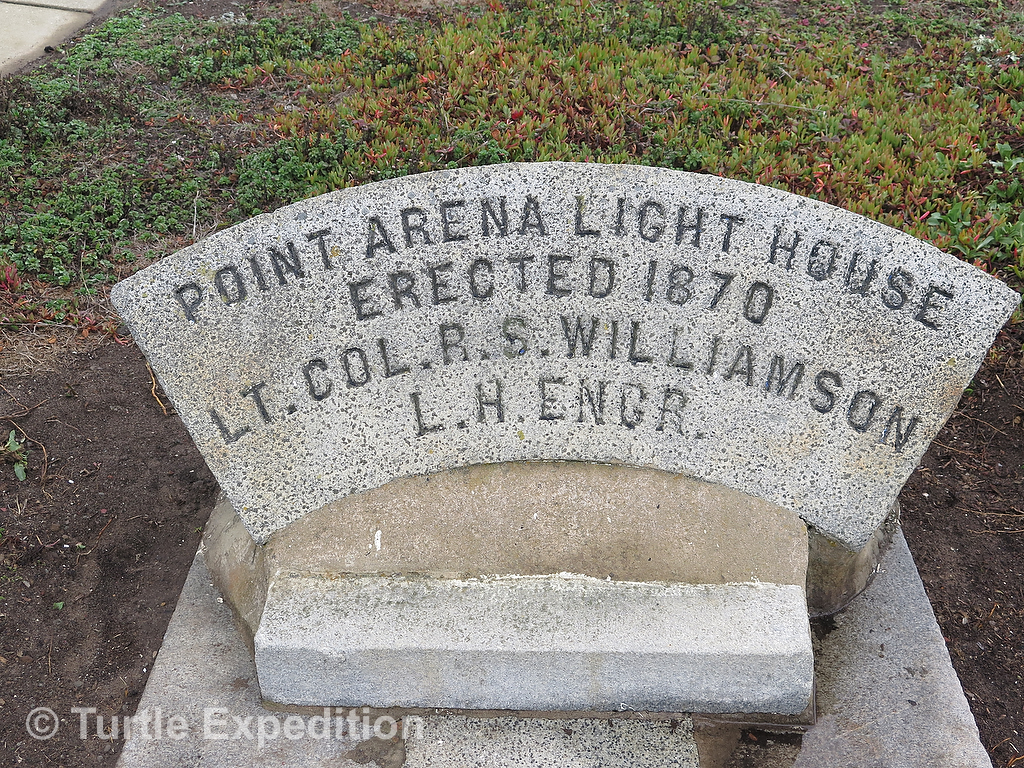 POINT ARENA LIGHT HOUSE
ERECTED 1870
LT. COL. R. S. WILLIAMSON
L. H. ENGR.
© Turtle Expedition